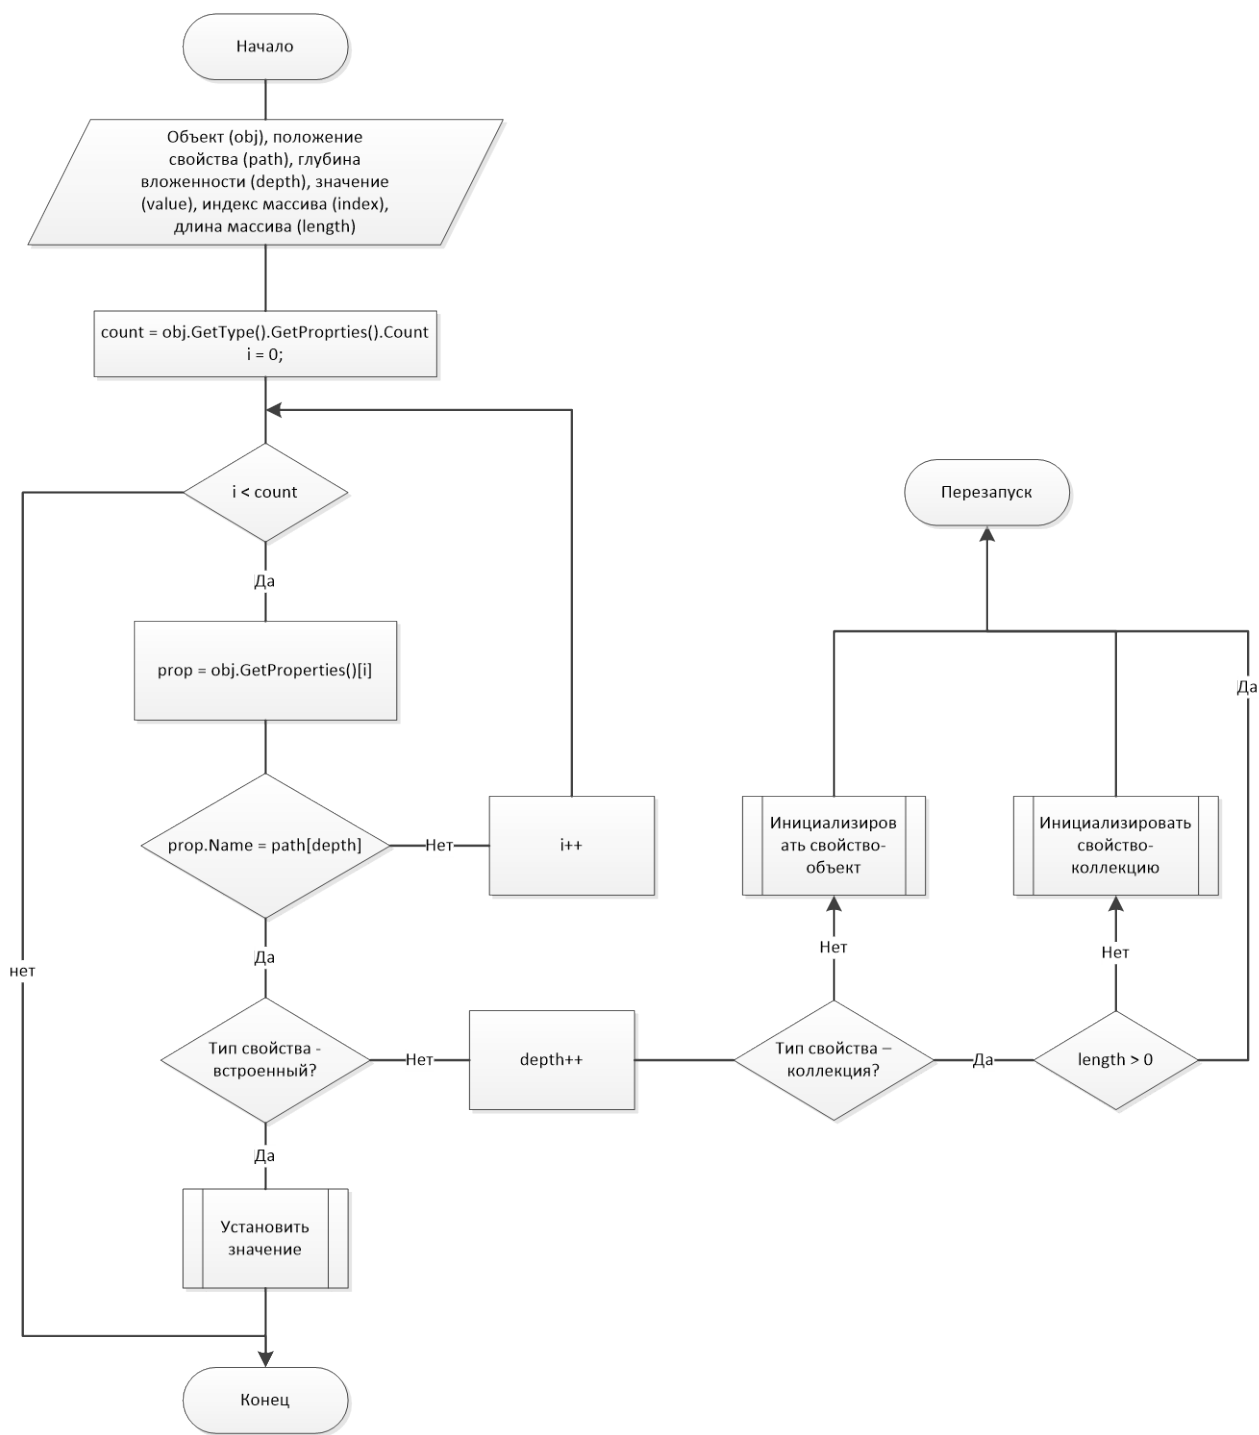 Начало
Объект (obj), положение
свойства (path), глубина
вложенности (depth), значение
(value), индекс массива (index),
длина массива (length)
count = obj.GetType().GetProprties().Count
i = 0;
i < count
Перезапуск
Да
prop = obj.GetProperties()[i]
Да
prop.Name = path[depth]
Нет
i++
Инициализиров
ать свойство-
объект
Инициализировать
свойство-
коллекцию
Да
Нет
Нет
нет
Тип свойства -
встроенный?
Нет
depth++
Тип свойства –
коллекция?
Да
length > 0
Да
Установить
значение
Конец